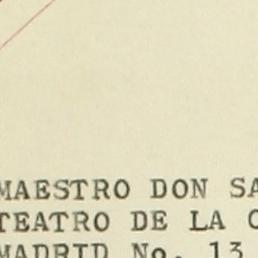 MAESTRO DON SA
TEATRO DE LA
MADRID No. 13